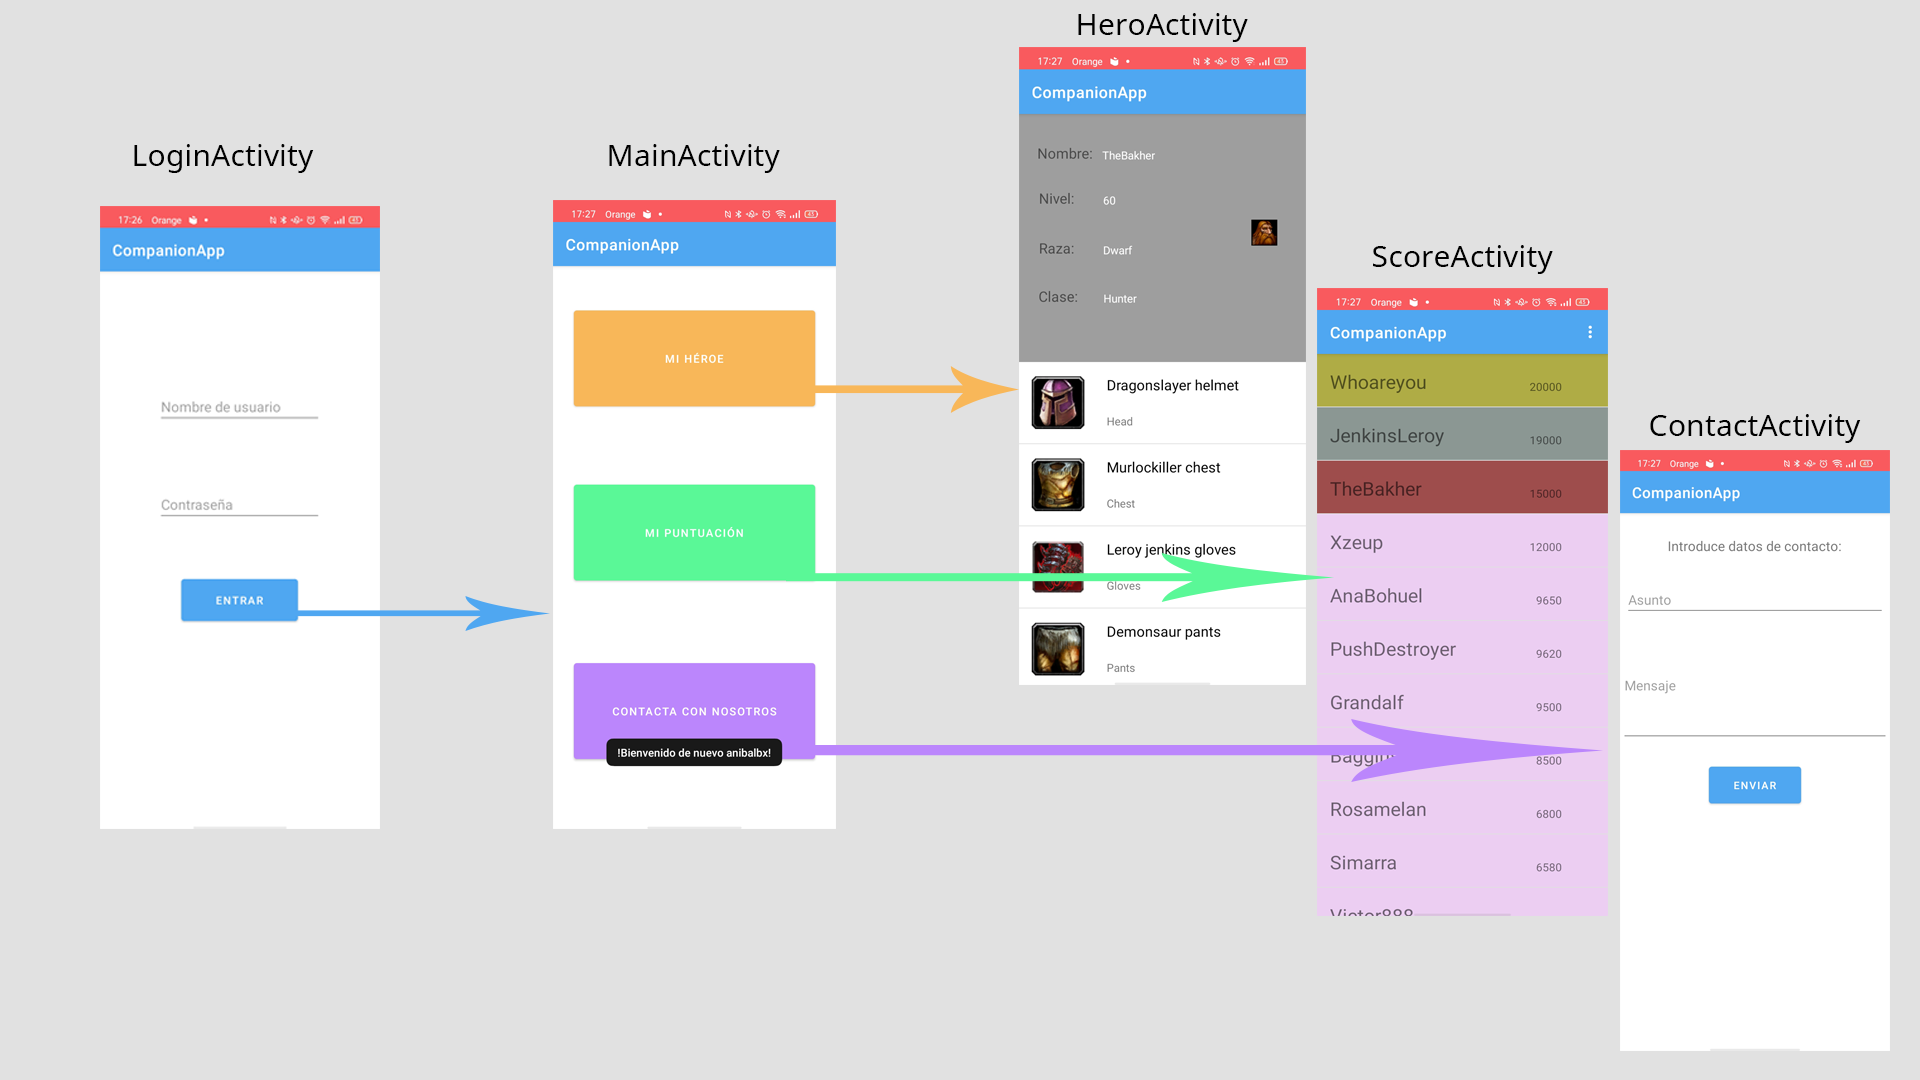 LoginActivity
17:26 Orange
CompanionApp
Nombre de usuario
Contraseña
ENTRAR
MainActivity
17:27 Orange
CompanionApp
MI HÉROE
MI PUNTUACIÓN
CONTACTA CON NOSOTROS
!Bienvenido de nuevo anibalbx!
HeroActivity
17:27 Orange
CompanionApp
Nombre: TheBakher
Nivel: 60
Raza: Dwarf
Clase: Hunter
Dragonslayer helmet
Head
Murlockiller chest
Chest
Leroy jenkins gloves
Gloves
Demonsaur pants
Pants
ScoreActivity
17:27 Orange
CompanionApp
Whoareyou 20000
JenkinsLeroy 19000
TheBakher 15000
Xzeup 12000
AnaBohuel 9650
PushDestroyer 9620
Grandalf 9500
8500
Rosamelan 6800
Simarra 6580
Victor888
ContactActivity
17:27 Orange
CompanionApp
Introduce datos de contacto:
Asunto
Mensaje
ENVIAR